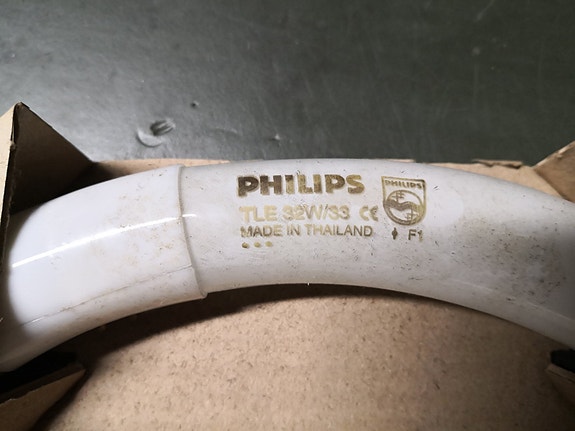 PHILIPS
TLE 32W/33 CE
MADE IN THAILAND
PHILIPS
F1